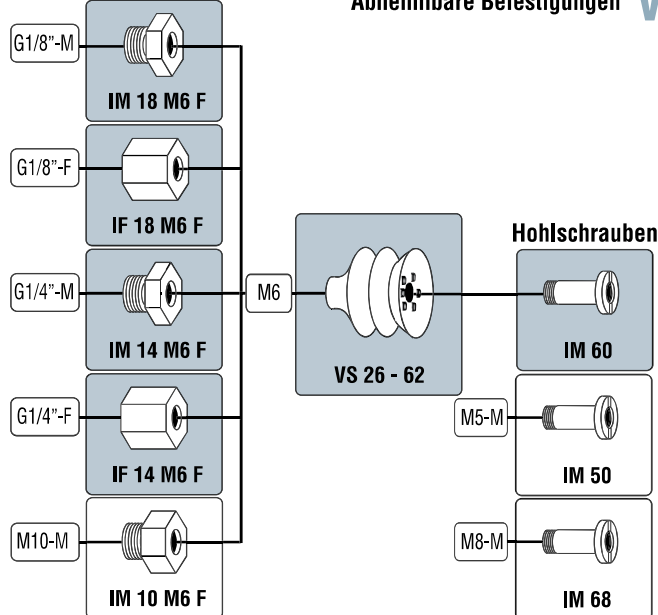 Abnehmbare Befestigungen V
G1/8"-M
IM 18 M6 F
G1/8"-F
IF 18 M6 F
G1/4"-M
IM 14 M6 F
G1/4"-F
IF 14 M6 F
M10-M
IM 10 M6 F
M6
VS 26 - 62
Hohlschrauben
IM 60
M5-M
IM 50
M8-M
IM 68